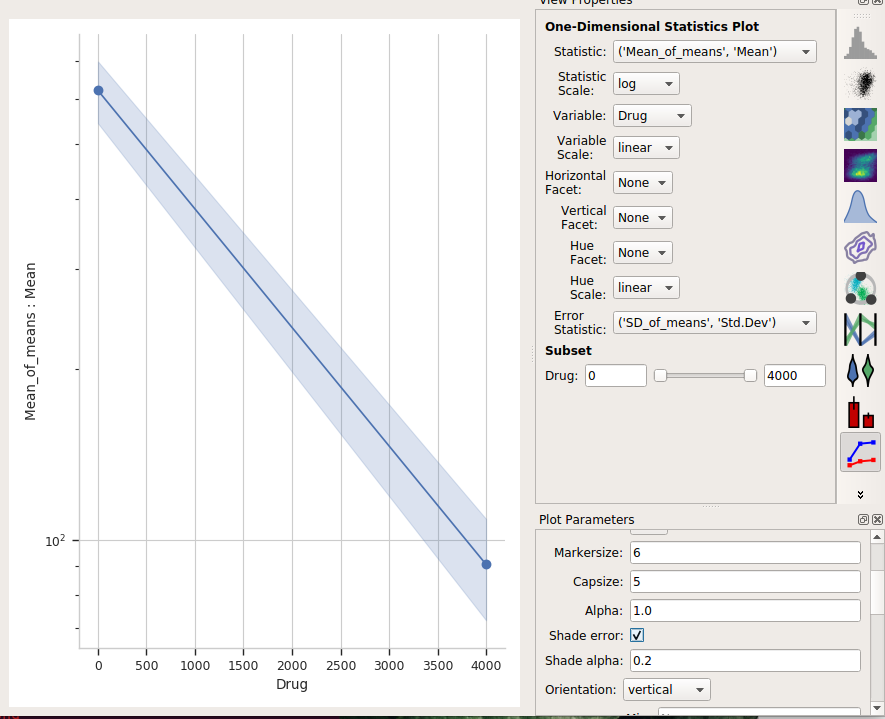 View Properties
One-Dimensional Statistics Plot
Statistic: ('Mean_of_means', 'Mean')
Statistic
Scale: log
Variable: Drug
Variable
Scale: linear
Horizontal
Facet: None
Vertical
Facet: None
Hue
Facet: None
Hue
Scale: linear
Error
Statistic: ('SD_of_means', 'Std.Dev')
Subset
Drug: 0 4000
Mean_of_means : Mean
10²
0 500 1000 1500 2000 2500 3000 3500 4000
Drug
Plot Parameters
Markersize: 6
Capsize: 5
Alpha: 1.0
Shade error:
Shade alpha: 0.2
Orientation: vertical